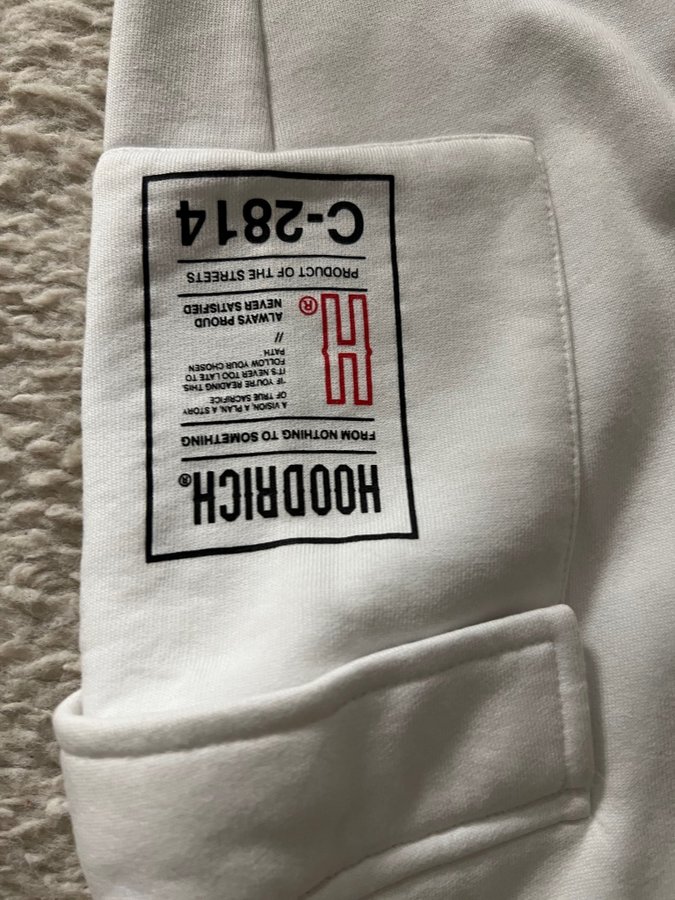 HOODRICH®
FROM NOTHING TO SOMETHING
A VISION, A PLAN, A STORY
OF TRUE SACRIFICE
"IF YOU'RE READING THIS,
IT'S NEVER TOO LATE TO
FOLLOW YOUR CHOSEN
PATH.
//
ALWAYS PROUD
NEVER SATISFIED
H®
PRODUCT OF THE STREETS
C-2814